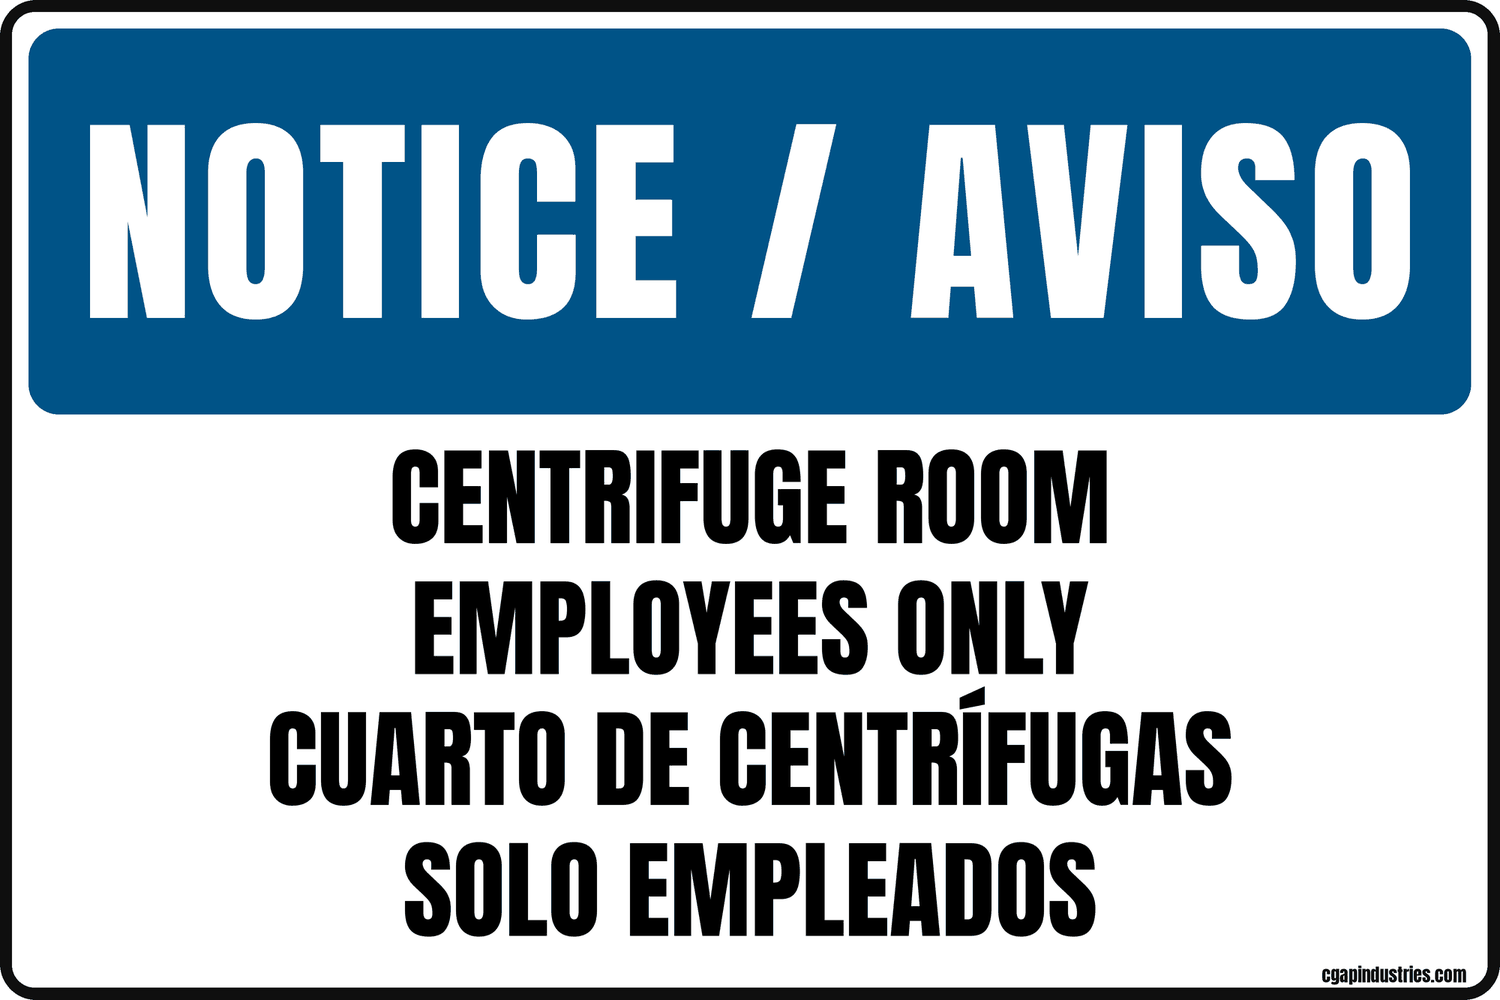 NOTICE / AVISO
CENTRIFUGE ROOM
EMPLOYEES ONLY
CUARTO DE CENTRÍFUGAS
SOLO EMPLEADOS
cgapindustries.com